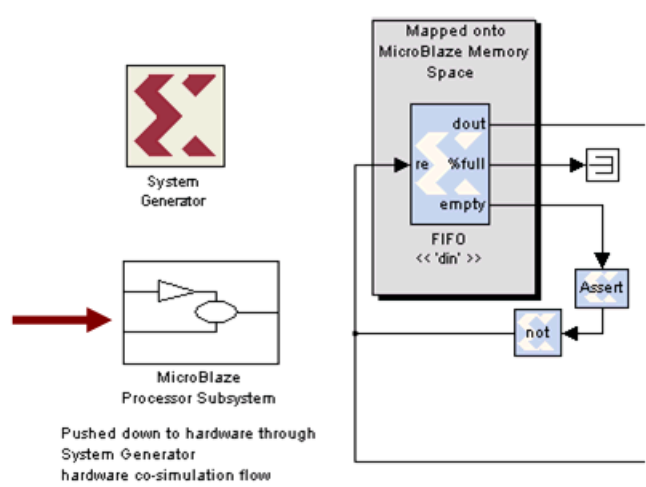 System
Generator
MicroBlaze
Processor Subsystem
Pushed down to hardware through
System Generator
hardware co-simulation flow
Mapped onto
MicroBlaze Memory
Space
dout
re %full
empty
FIFO
<< 'din' >>
Assert
not